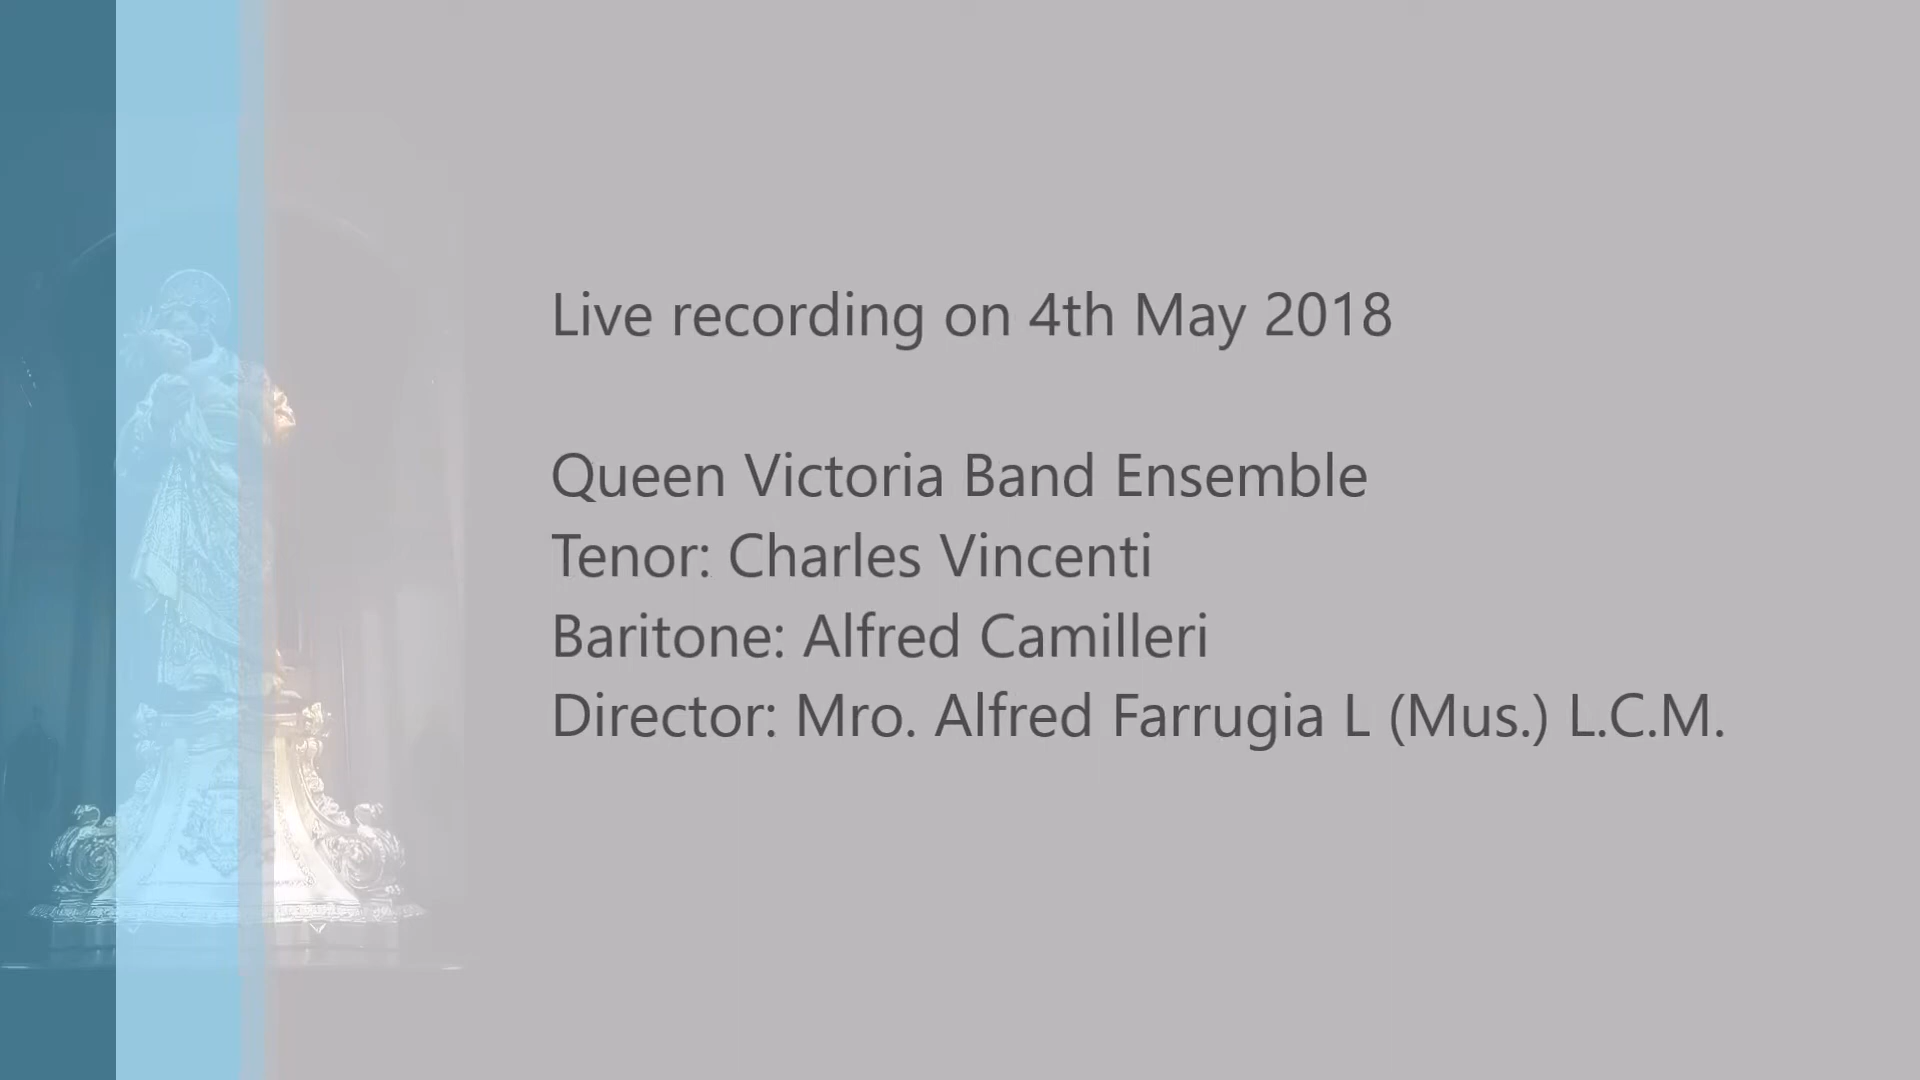 Live recording on 4th May 2018
Queen Victoria Band Ensemble
Tenor: Charles Vincenti
Baritone: Alfred Camilleri
Director: Mro. Alfred Farrugia L (Mus.) L.C.M.